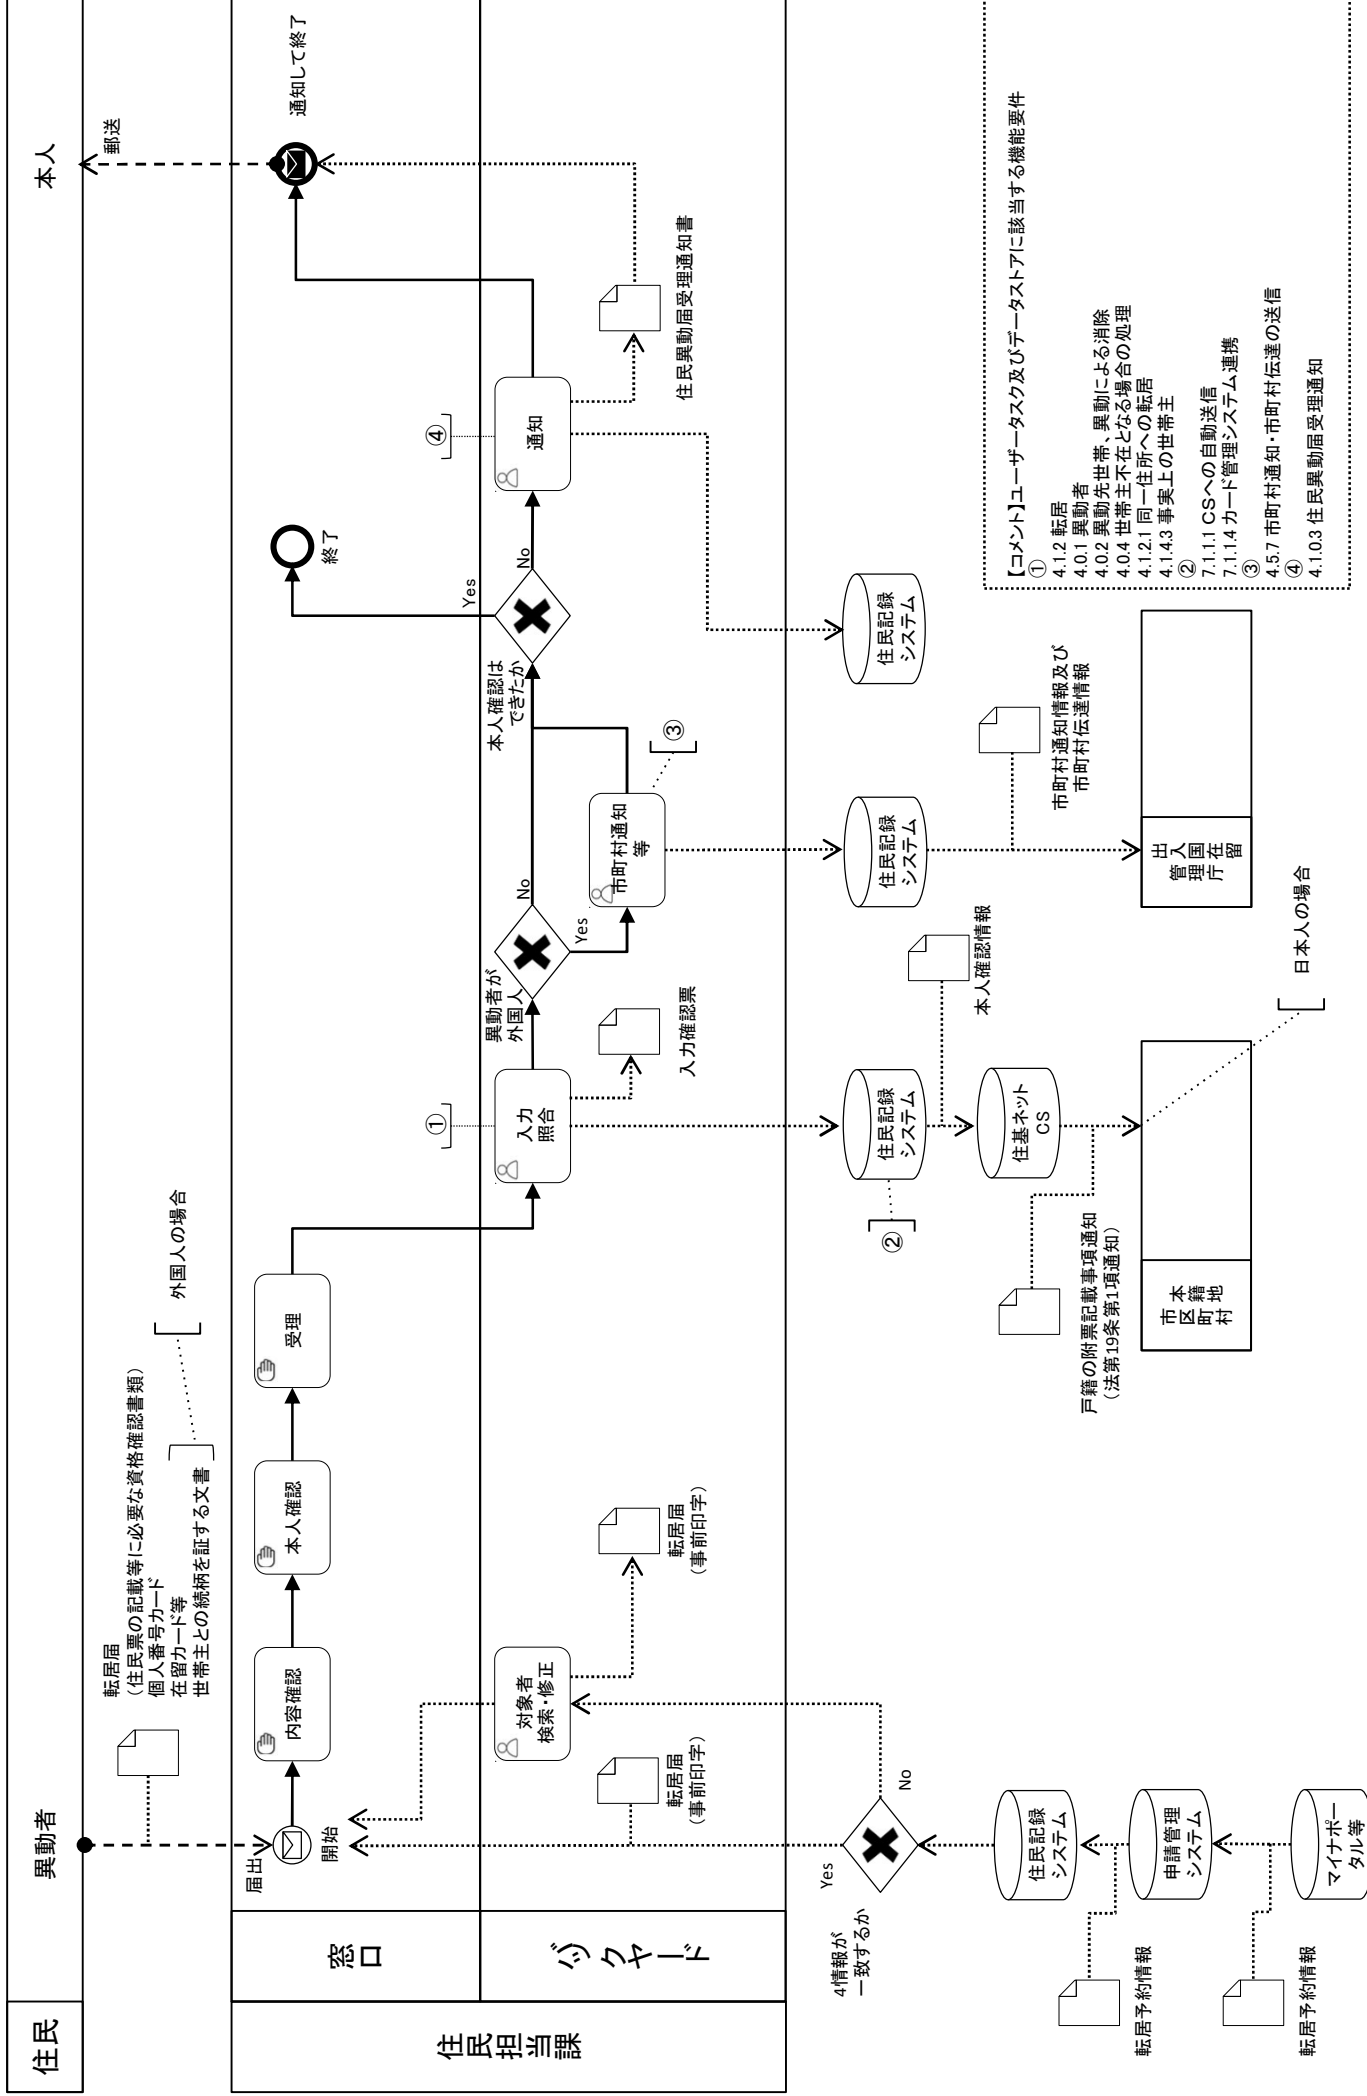 住民
異動者
本人
転居届
（住民票の記載等に必要な資格確認書類）
個人番号カード
在留カード等
世帯主との続柄を証する文書
外国人の場合
郵送
住民担当課
窓口
届出
開始
内容確認
本人確認
受理
終了
通知して終了
バックヤード
対象者
検索・修正
転居届
（事前印字）
転居届
（事前印字）
①
入力
照合
入力確認票
異動者が
外国人
No
Yes
市町村通知
等
③
本人確認は
できたか
Yes
No
④
通知
住民異動届受理通知書
4情報が
一致するか
Yes
No
住民記録
システム
申請管理
システム
マイナポー
タル等
転居予約情報
転居予約情報
住民記録
システム
②
本人確認情報
住基ネット
CS
戸籍の附票記載事項通知
（法第19条第1項通知）
本籍地
市区町村
日本人の場合
住民記録
システム
市町村通知情報及び
市町村伝達情報
出入国在留
管理庁
住民記録
システム
【コメント】ユーザータスク及びデータストアに該当する機能要件
①
4.1.2 転居
4.0.1 異動者
4.0.2 異動先世帯、異動による消除
4.0.4 世帯主不在となる場合の処理
4.1.2.1 同一住所への転居
4.1.4.3 事実上の世帯主
②
7.1.1.1 CSへの自動送信
7.1.1.4 カード管理システム連携
③
4.5.7 市町村通知・市町村伝達の送信
④
4.1.0.3 住民異動届受理通知